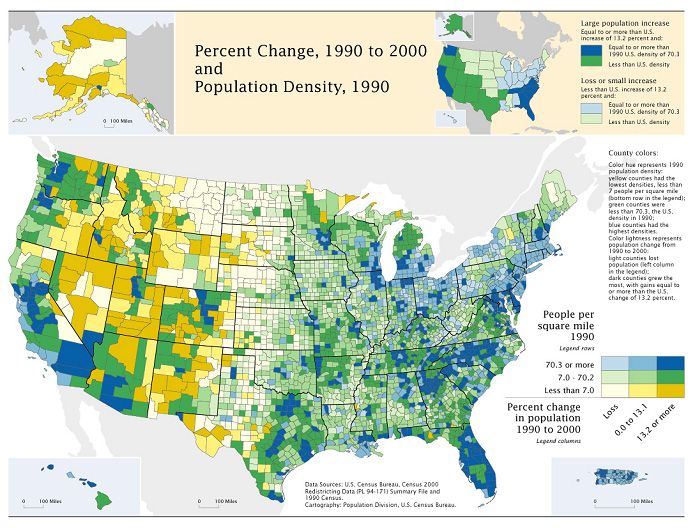 Percent Change, 1990 to 2000
and
Population Density, 1990
0 100 Miles
Large population increase
Equal to or more than U.S.
increase of 13.2 percent and:
Equal to or more than
1990 U.S. density of 70.3
Less than U.S. density
Loss or small increase
Less than U.S. increase of 13.2
percent and:
Equal to or more than
1990 U.S. density of 70.3
Less than U.S. density
County colors:
Color hue represents 1990
population density:
yellow counties had the
lowest densities, less than
7 people per square mile
(bottom row in the legend);
green counties were
less than 70.3, the U.S.
density in 1990;
blue counties had the
highest densities.
Color lightness represents
population change from
1990 to 2000:
light counties lost
population (left column
in the legend);
dark counties grew the
most, with gains equal to
or more than the U.S.
change of 13.2 percent.
People per
square mile
1990
Legend rows
70.3 or more
7.0 - 70.2
Less than 7.0
Percent change
in population
1990 to 2000
Legend columns
Loss
0.0 to 13.1
13.2 or more
0 100 Miles
0 100 Miles
Data Sources: U.S. Census Bureau, Census 2000
Redistricting Data (PL 94-171) Summary File and
1990 Census.
Cartography: Population Division, U.S. Census Bureau.
0 100 Miles